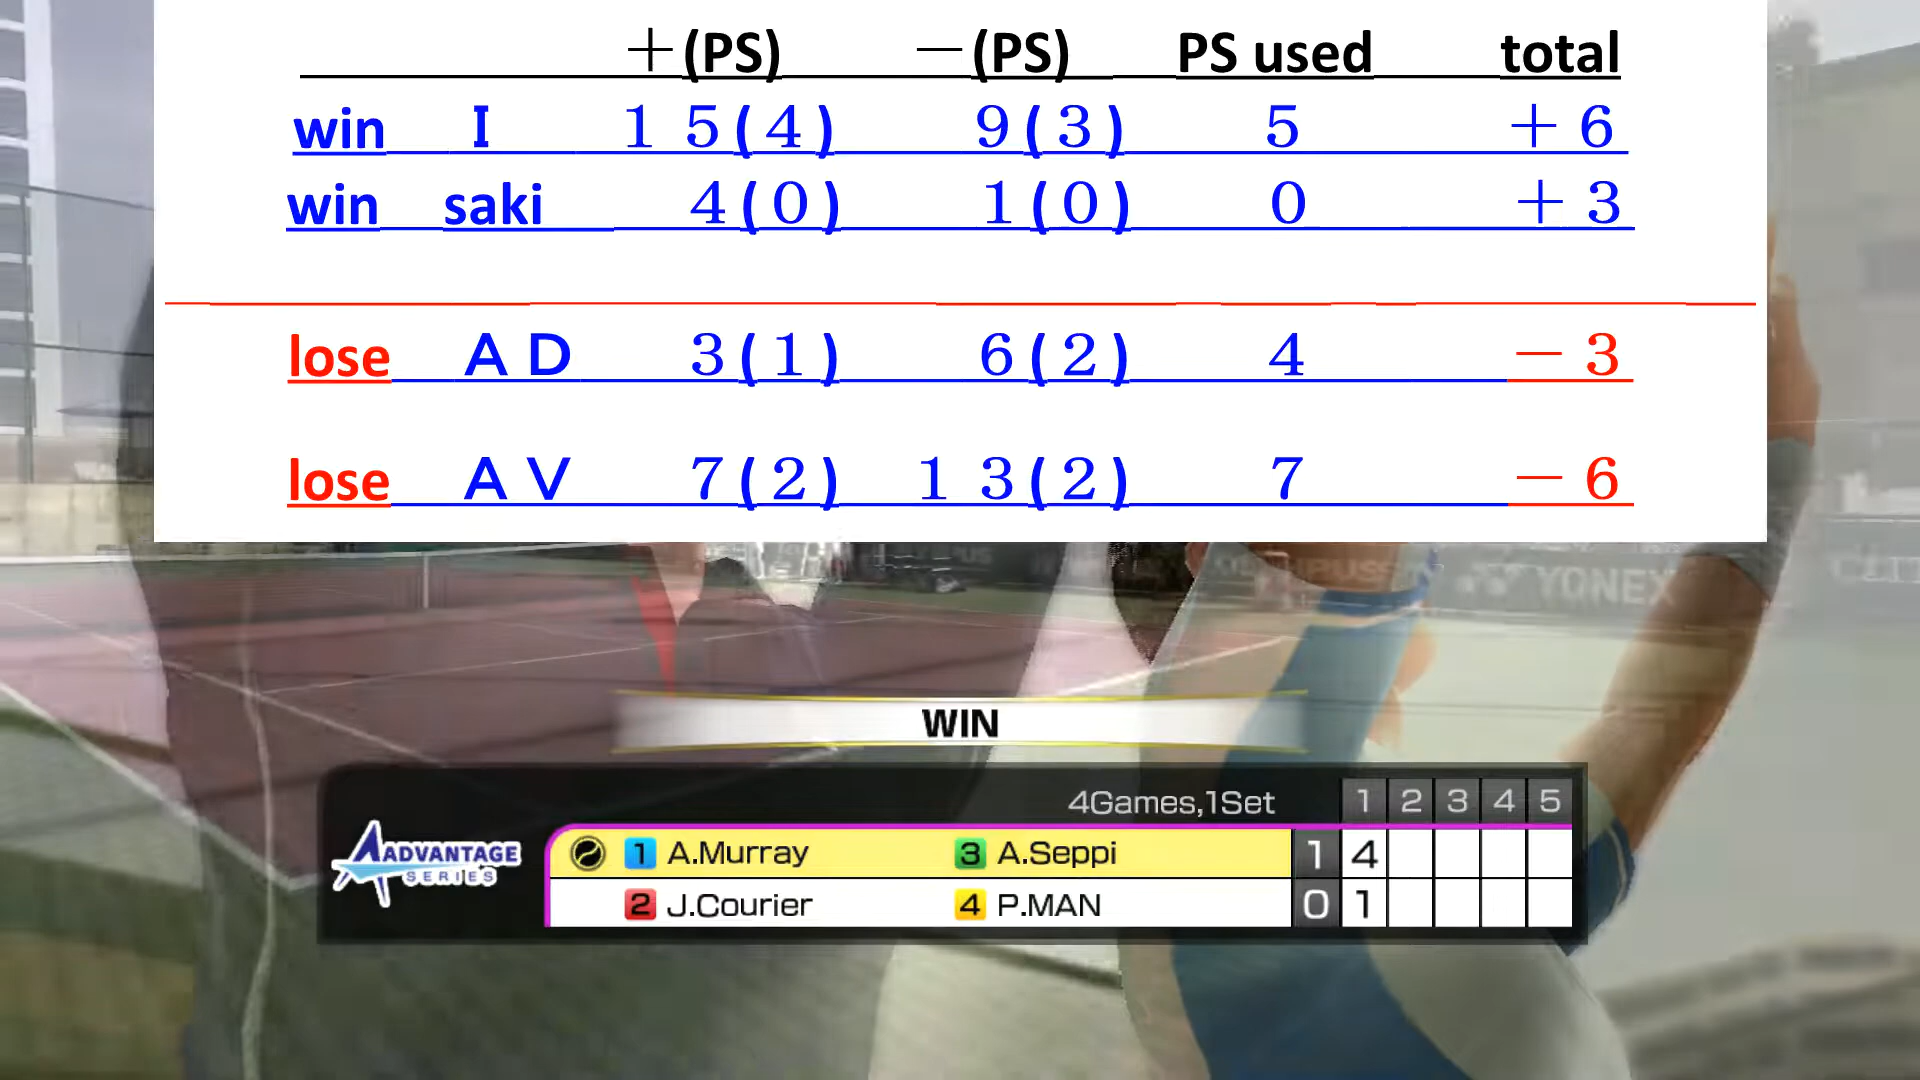 ＋(PS) －(PS) PS used total
win I １５(４) ９(３) ５ ＋６
win saki ４(０) １(０) ０ ＋３
lose ＡＤ ３(１) ６(２) ４ －３
lose ＡＶ ７(２) １３(２) ７ －６
YONEX
WIN
4Games,1Set 1 2 3 4 5
ADVANTAGE SERIES
1 A.Murray 3 A.Seppi 1 4
2 J.Courier 4 P.MAN 0 1